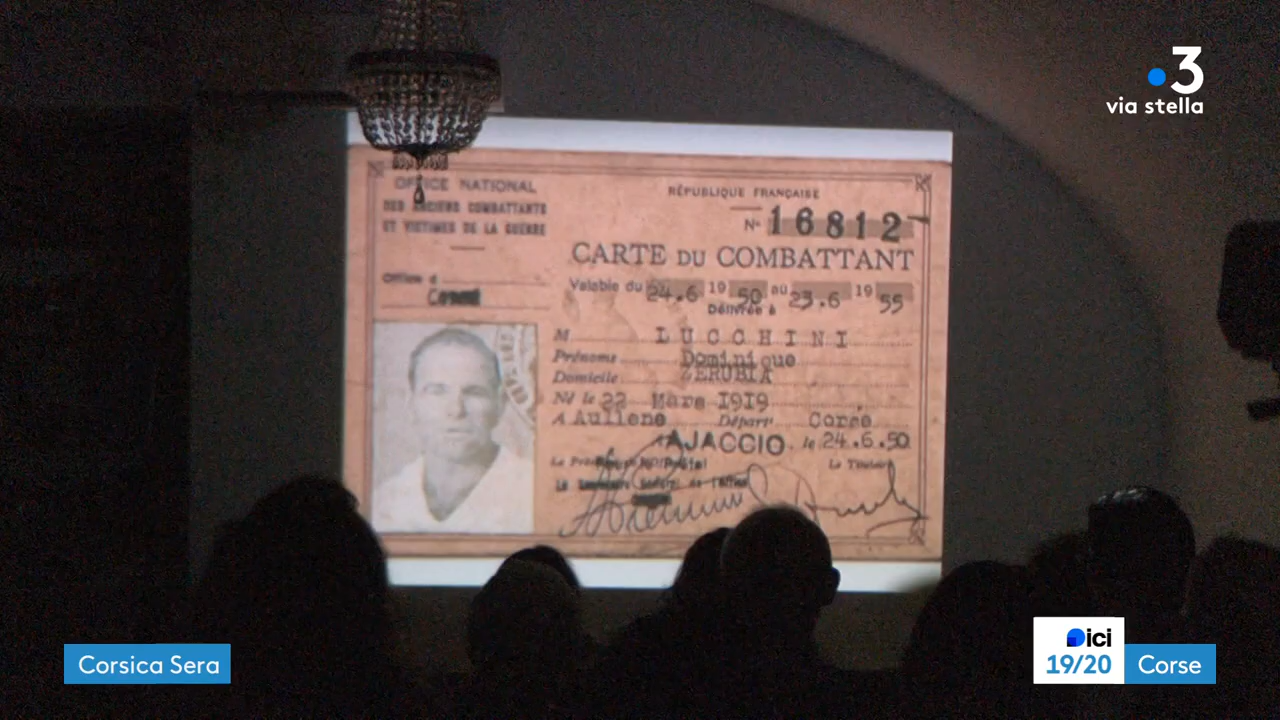 3
via stella
OFFICE NATIONAL
DES ANCIENS COMBATTANTS
ET VICTIMES DE LA GUERRE
RÉPUBLIQUE FRANÇAISE
N° 16812
CARTE DU COMBATTANT
Office d
Valable du 24.6 1950 au 23.6 1955
Délivrée à
M LUCCHINI
Prénoms Dominique
Domicile ZERUBIA
Né le 22 Mars 1919
A Aullene Départ Corse
AJACCIO, le 24.6.50
Le Titulaire
Corsica Sera
ici
19/20 Corse